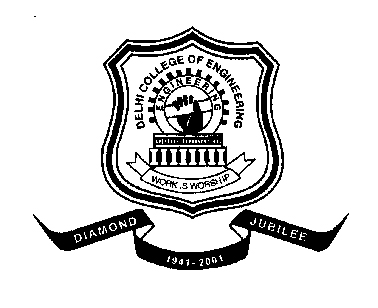 DELHI COLLEGE OF ENGINEERING
ENGINEERING
WORK IS WORSHIP
DIAMOND JUBILEE
1941-2001